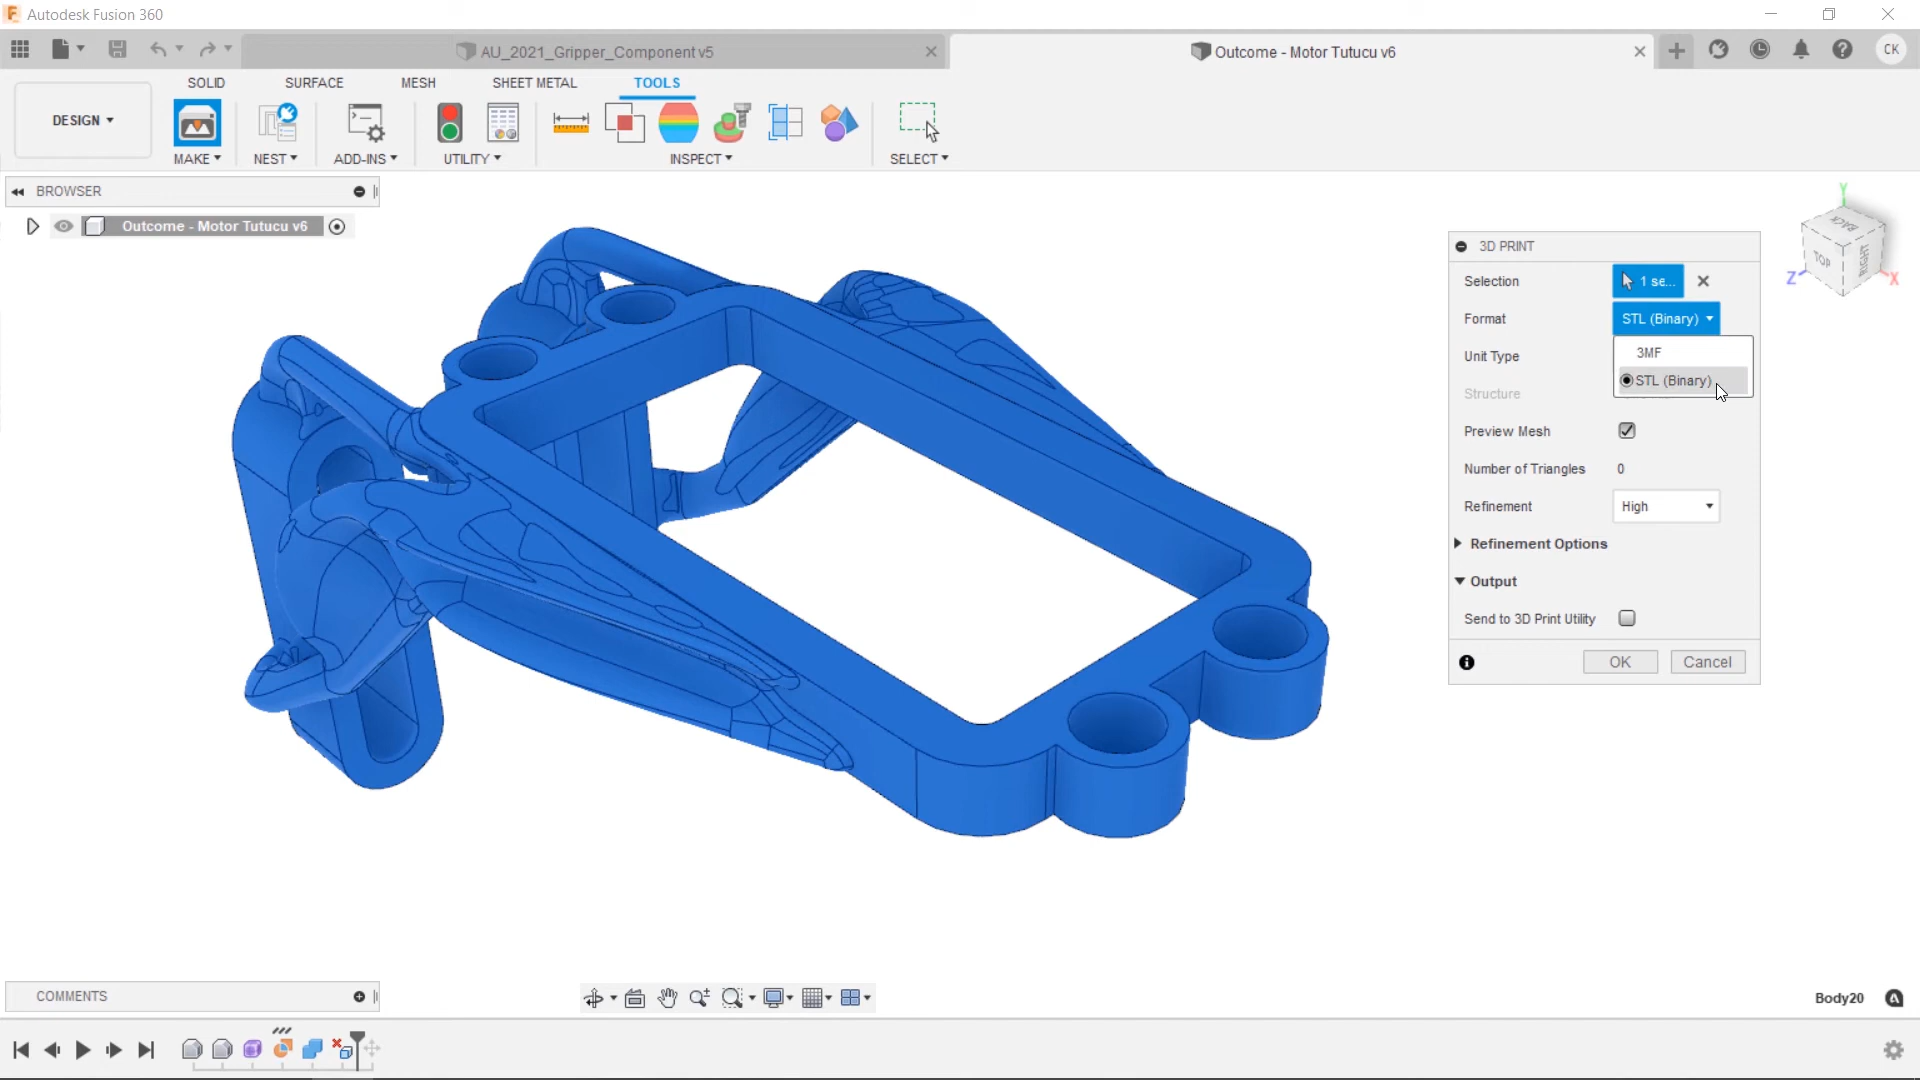 Autodesk Fusion 360
AU_2021_Gripper_Component v5
Outcome - Motor Tutucu v6
CK
SOLID
SURFACE
MESH
SHEET METAL
TOOLS
DESIGN
MAKE
NEST
ADD-INS
UTILITY
INSPECT
SELECT
BROWSER
Outcome - Motor Tutucu v6
Y
BACK
TOP
RIGHT
Z
X
3D PRINT
Selection
1 se...
Format
STL (Binary)
3MF
Unit Type
STL (Binary)
Structure
Preview Mesh
Number of Triangles
0
Refinement
High
Refinement Options
Output
Send to 3D Print Utility
OK
Cancel
COMMENTS
Body20